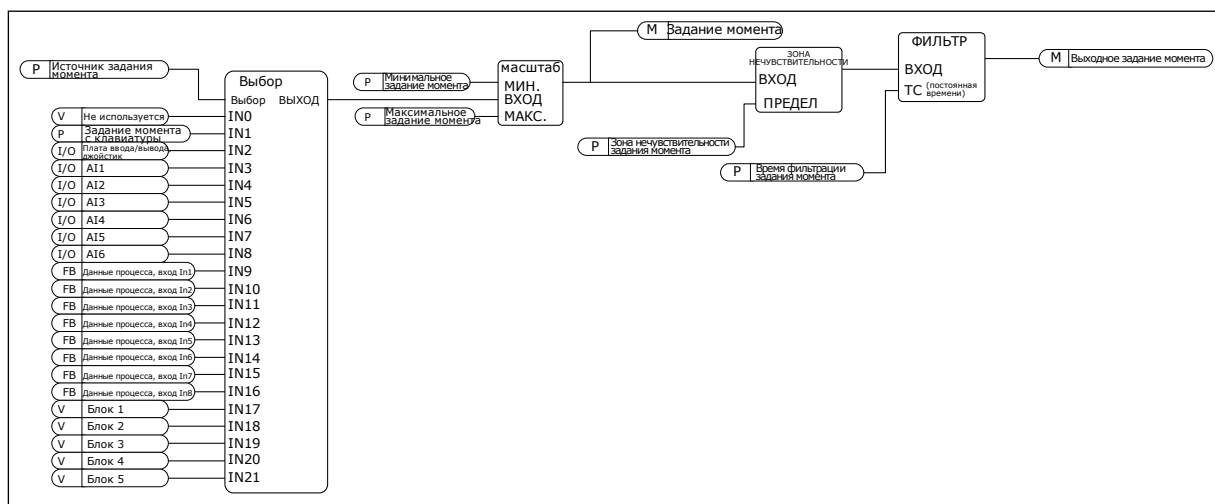 P Источник задания
момента
Выбор
Выбор ВЫХОД
V Не используется IN0
P Задание момента
с клавиатуры IN1
I/O Плата ввода/вывода
джойстик IN2
I/O AI1 IN3
I/O AI2 IN4
I/O AI3 IN5
I/O AI4 IN6
I/O AI5 IN7
I/O AI6 IN8
FB Данные процесса, вход In1 IN9
FB Данные процесса, вход In2 IN10
FB Данные процесса, вход In3 IN11
FB Данные процесса, вход In4 IN12
FB Данные процесса, вход In5 IN13
FB Данные процесса, вход In6 IN14
FB Данные процесса, вход In7 IN15
FB Данные процесса, вход In8 IN16
V Блок 1 IN17
V Блок 2 IN18
V Блок 3 IN19
V Блок 4 IN20
V Блок 5 IN21
P Минимальное
задание момента
P Максимальное
задание момента
масштаб
МИН.
ВХОД
МАКС.
M Задание момента
ЗОНА
НЕЧУВСТВИТЕЛЬНОСТИ
ВХОД
ПРЕДЕЛ
P Зона нечувствительности
задания момента
P Время фильтрации
задания момента
ФИЛЬТР
ВХОД
TC (постоянная
времени)
M Выходное задание момента